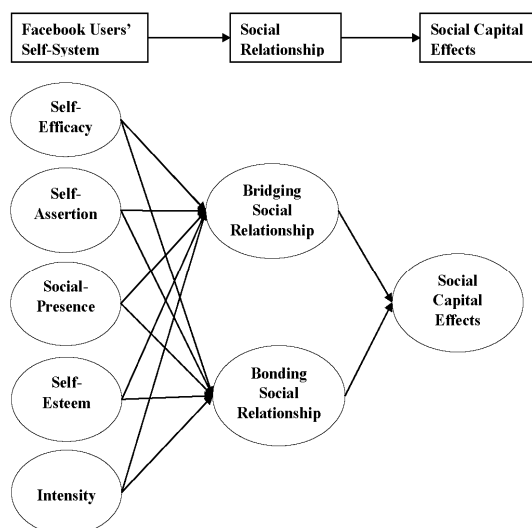 Facebook Users’
Self-System
Social
Relationship
Social Capital
Effects
Self-
Efficacy
Self-
Assertion
Social-
Presence
Self-
Esteem
Intensity
Bridging
Social
Relationship
Bonding
Social
Relationship
Social
Capital
Effects